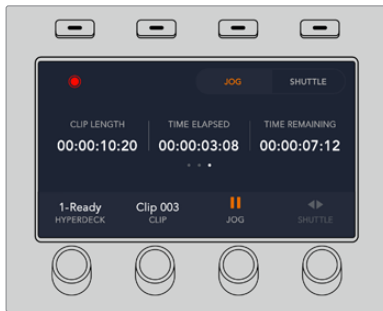 JOG SHUTTLE
CLIP LENGTH TIME ELAPSED TIME REMAINING
00:00:10:20 00:00:03:08 00:00:07:12
1-Ready Clip 003
HYPERDECK CLIP JOG SHUTTLE